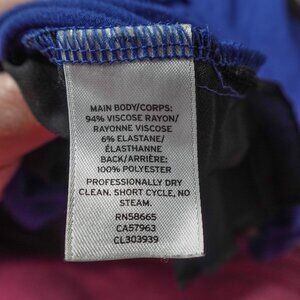 MAIN BODY/CORPS:
94% VISCOSE RAYON/
RAYONNE VISCOSE
6% ELASTANE/
ÉLASTHANNE
BACK/ARRIÈRE:
100% POLYESTER
PROFESSIONALLY DRY
CLEAN. SHORT CYCLE, NO
STEAM.
RN58665
CA57963
CL303939